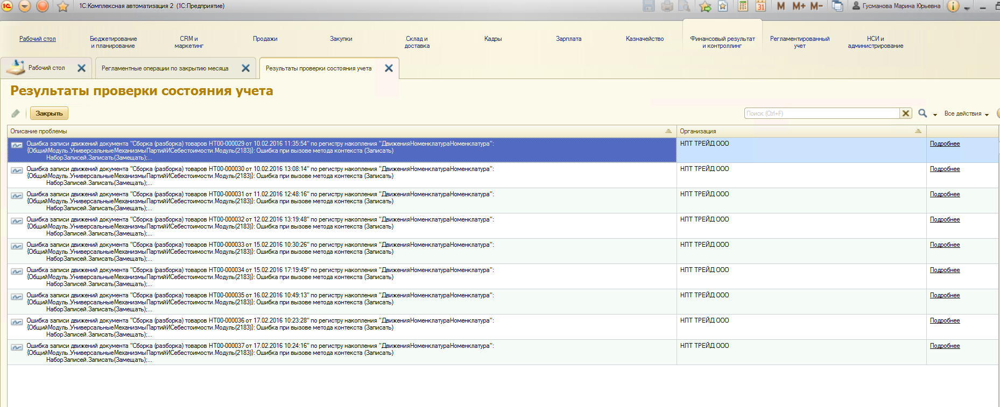 1С:Комплексная автоматизация 2 (1С:Предприятие)
M M+ M-
Гусманова Марина Юрьевна
Рабочий стол
Бюджетирование и планирование
CRM и маркетинг
Продажи
Закупки
Склад и доставка
Кадры
Зарплата
Казначейство
Финансовый результат и контроллинг
Регламентированный учет
НСИ и администрирование
Рабочий стол
Регламентные операции по закрытию месяца
Результаты проверки состояния учета
Результаты проверки состояния учета
Закрыть
Поиск (Ctrl+F)
Все действия
Описание проблемы
Организация
Ошибка записи движений документа "Сборка (разборка) товаров НТ00-000029 от 10.02.2016 11:35:54" по регистру накопления "ДвиженияНоменклатураНоменклатура":
{ОбщийМодуль.УниверсальныеМеханизмыПартийИСебестоимости.Модуль(2183)}: Ошибка при вызове метода контекста (Записать)
НаборЗаписей.Записать(Замещать);...
НЛТ ТРЕЙД ООО
Подробнее
Ошибка записи движений документа "Сборка (разборка) товаров НТ00-000030 от 10.02.2016 13:08:14" по регистру накопления "ДвиженияНоменклатураНоменклатура":
{ОбщийМодуль.УниверсальныеМеханизмыПартийИСебестоимости.Модуль(2183)}: Ошибка при вызове метода контекста (Записать)
НаборЗаписей.Записать(Замещать);...
НЛТ ТРЕЙД ООО
Подробнее
Ошибка записи движений документа "Сборка (разборка) товаров НТ00-000031 от 11.02.2016 12:48:16" по регистру накопления "ДвиженияНоменклатураНоменклатура":
{ОбщийМодуль.УниверсальныеМеханизмыПартийИСебестоимости.Модуль(2183)}: Ошибка при вызове метода контекста (Записать)
НаборЗаписей.Записать(Замещать);...
НЛТ ТРЕЙД ООО
Подробнее
Ошибка записи движений документа "Сборка (разборка) товаров НТ00-000032 от 12.02.2016 13:19:48" по регистру накопления "ДвиженияНоменклатураНоменклатура":
{ОбщийМодуль.УниверсальныеМеханизмыПартийИСебестоимости.Модуль(2183)}: Ошибка при вызове метода контекста (Записать)
НаборЗаписей.Записать(Замещать);...
НЛТ ТРЕЙД ООО
Подробнее
Ошибка записи движений документа "Сборка (разборка) товаров НТ00-000033 от 15.02.2016 10:30:26" по регистру накопления "ДвиженияНоменклатураНоменклатура":
{ОбщийМодуль.УниверсальныеМеханизмыПартийИСебестоимости.Модуль(2183)}: Ошибка при вызове метода контекста (Записать)
НаборЗаписей.Записать(Замещать);...
НЛТ ТРЕЙД ООО
Подробнее
Ошибка записи движений документа "Сборка (разборка) товаров НТ00-000034 от 15.02.2016 17:19:49" по регистру накопления "ДвиженияНоменклатураНоменклатура":
{ОбщийМодуль.УниверсальныеМеханизмыПартийИСебестоимости.Модуль(2183)}: Ошибка при вызове метода контекста (Записать)
НаборЗаписей.Записать(Замещать);...
НЛТ ТРЕЙД ООО
Подробнее
Ошибка записи движений документа "Сборка (разборка) товаров НТ00-000035 от 16.02.2016 10:49:13" по регистру накопления "ДвиженияНоменклатураНоменклатура":
{ОбщийМодуль.УниверсальныеМеханизмыПартийИСебестоимости.Модуль(2183)}: Ошибка при вызове метода контекста (Записать)
НаборЗаписей.Записать(Замещать);...
НЛТ ТРЕЙД ООО
Подробнее
Ошибка записи движений документа "Сборка (разборка) товаров НТ00-000036 от 17.02.2016 10:23:28" по регистру накопления "ДвиженияНоменклатураНоменклатура":
{ОбщийМодуль.УниверсальныеМеханизмыПартийИСебестоимости.Модуль(2183)}: Ошибка при вызове метода контекста (Записать)
НаборЗаписей.Записать(Замещать);...
НЛТ ТРЕЙД ООО
Подробнее
Ошибка записи движений документа "Сборка (разборка) товаров НТ00-000037 от 17.02.2016 10:24:16" по регистру накопления "ДвиженияНоменклатураНоменклатура":
{ОбщийМодуль.УниверсальныеМеханизмыПартийИСебестоимости.Модуль(2183)}: Ошибка при вызове метода контекста (Записать)
НаборЗаписей.Записать(Замещать);...
НЛТ ТРЕЙД ООО
Подробнее